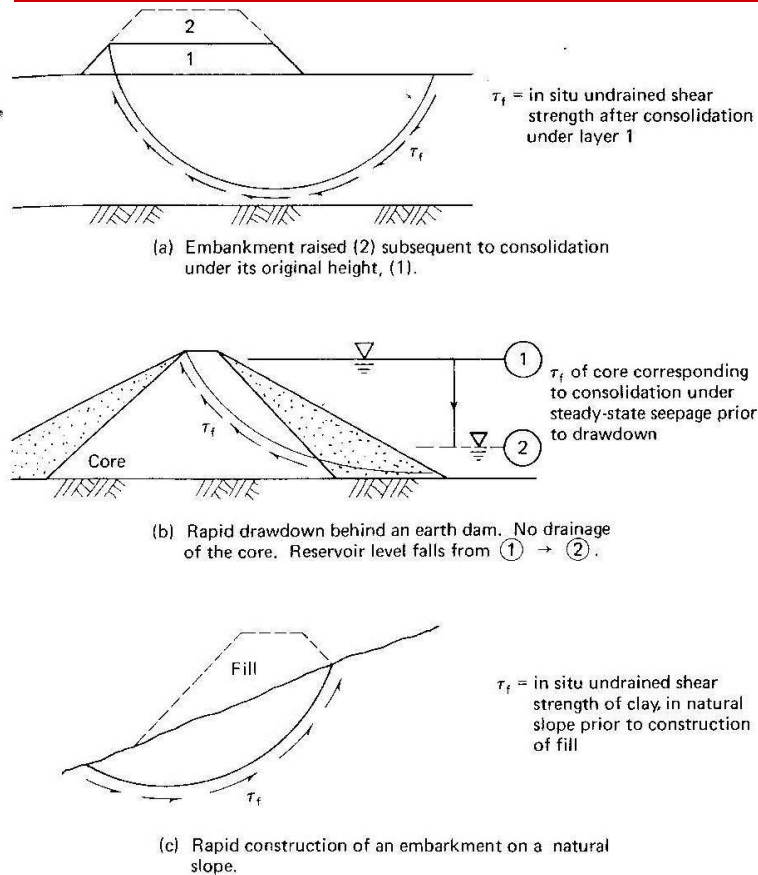 2
1
τf = in situ undrained shear
strength after consolidation
under layer 1
τf
(a) Embankment raised (2) subsequent to consolidation
under its original height, (1).
1
τf of core corresponding
to consolidation under
steady-state seepage prior
to drawdown
τf
2
Core
(b) Rapid drawdown behind an earth dam. No drainage
of the core. Reservoir level falls from ① → ②.
Fill
τf = in situ undrained shear
strength of clay, in natural
slope prior to construction
of fill
τf
(c) Rapid construction of an embarkment on a natural
slope.